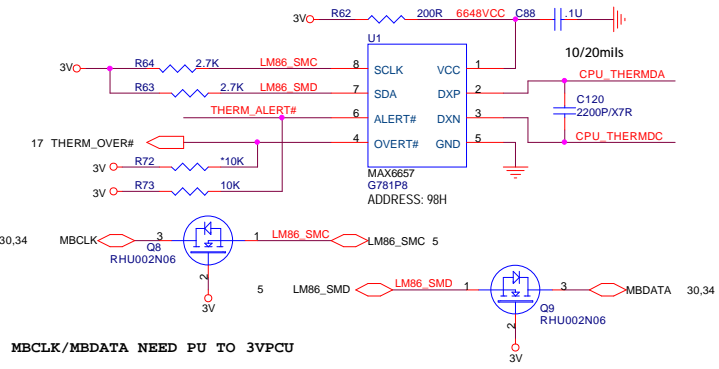 3V R62 200R 6648VCC C88 .1U
U1
10/20mils
3V R64 2.7K LM86_SMC 8 SCLK VCC 1
CPU_THERMDA
R63 2.7K LM86_SMD 7 SDA DXP 2
C120
2200P/X7R
THERM_ALERT# 6 ALERT# DXN 3
CPU_THERMDC
17 THERM_OVER# 4 OVERT# GND 5
3V R72 *10K
MAX6657
G781P8
3V R73 10K
ADDRESS: 98H
30,34 MBCLK 3 1 LM86_SMC LM86_SMC 5
Q8
RHU002N06
2
3V
5
LM86_SMD LM86_SMD 1 3 MBDATA 30,34
Q9
RHU002N06
2
3V
MBCLK/MBDATA NEED PU TO 3VPCU